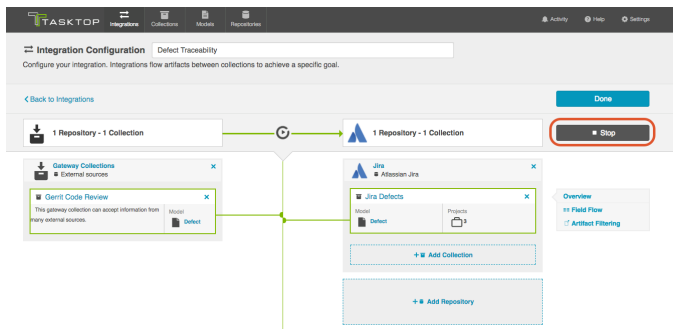 TASKTOP
Integrations
Collections
Models
Repositories
Activity
Help
Settings
Integration Configuration
Defect Traceability
Configure your integration. Integrations flow artifacts between collections to achieve a specific goal.
Back to Integrations
Done
1 Repository - 1 Collection
1 Repository - 1 Collection
Stop
Gateway Collections
External sources
Gerrit Code Review
This gateway collection can accept information from
many external sources.
Model
Defect
Jira
Atlassian Jira
Jira Defects
Model
Defect
Projects
3
+ Add Collection
+ Add Repository
Overview
Field Flow
Artifact Filtering